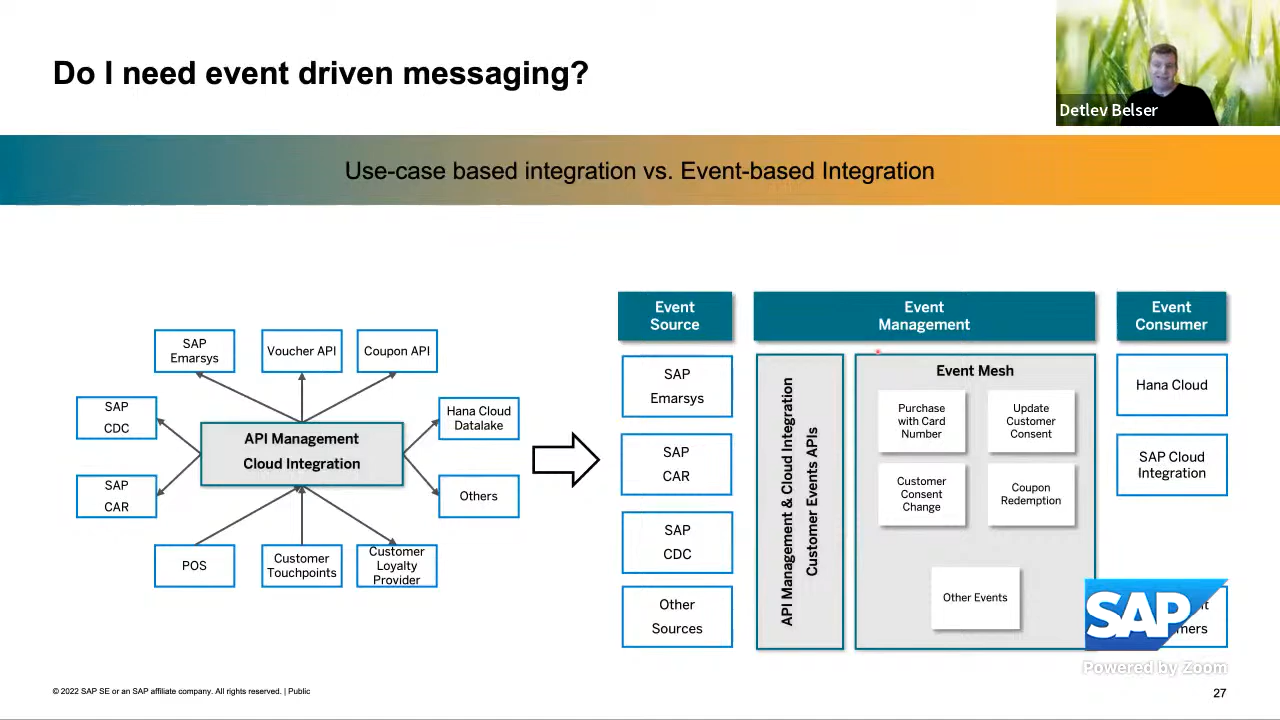 Do I need event driven messaging?
Detlev Belser
Use-case based integration vs. Event-based Integration
SAP
Emarsys
Voucher API
Coupon API
SAP
CDC
Hana Cloud
Datalake
API Management
Cloud Integration
SAP
CAR
Others
POS
Customer
Touchpoints
Customer
Loyalty
Provider
Event
Source
Event
Management
Event
Consumer
SAP
Emarsys
SAP
CAR
SAP
CDC
Other
Sources
API Management & Cloud Integration
Customer Events APIs
Event Mesh
Purchase
with Card
Number
Update
Customer
Consent
Customer
Consent
Change
Coupon
Redemption
Other Events
Hana Cloud
SAP Cloud
Integration
SAP
Powered by Zoom
© 2022 SAP SE or an SAP affiliate company. All rights reserved. | Public
27